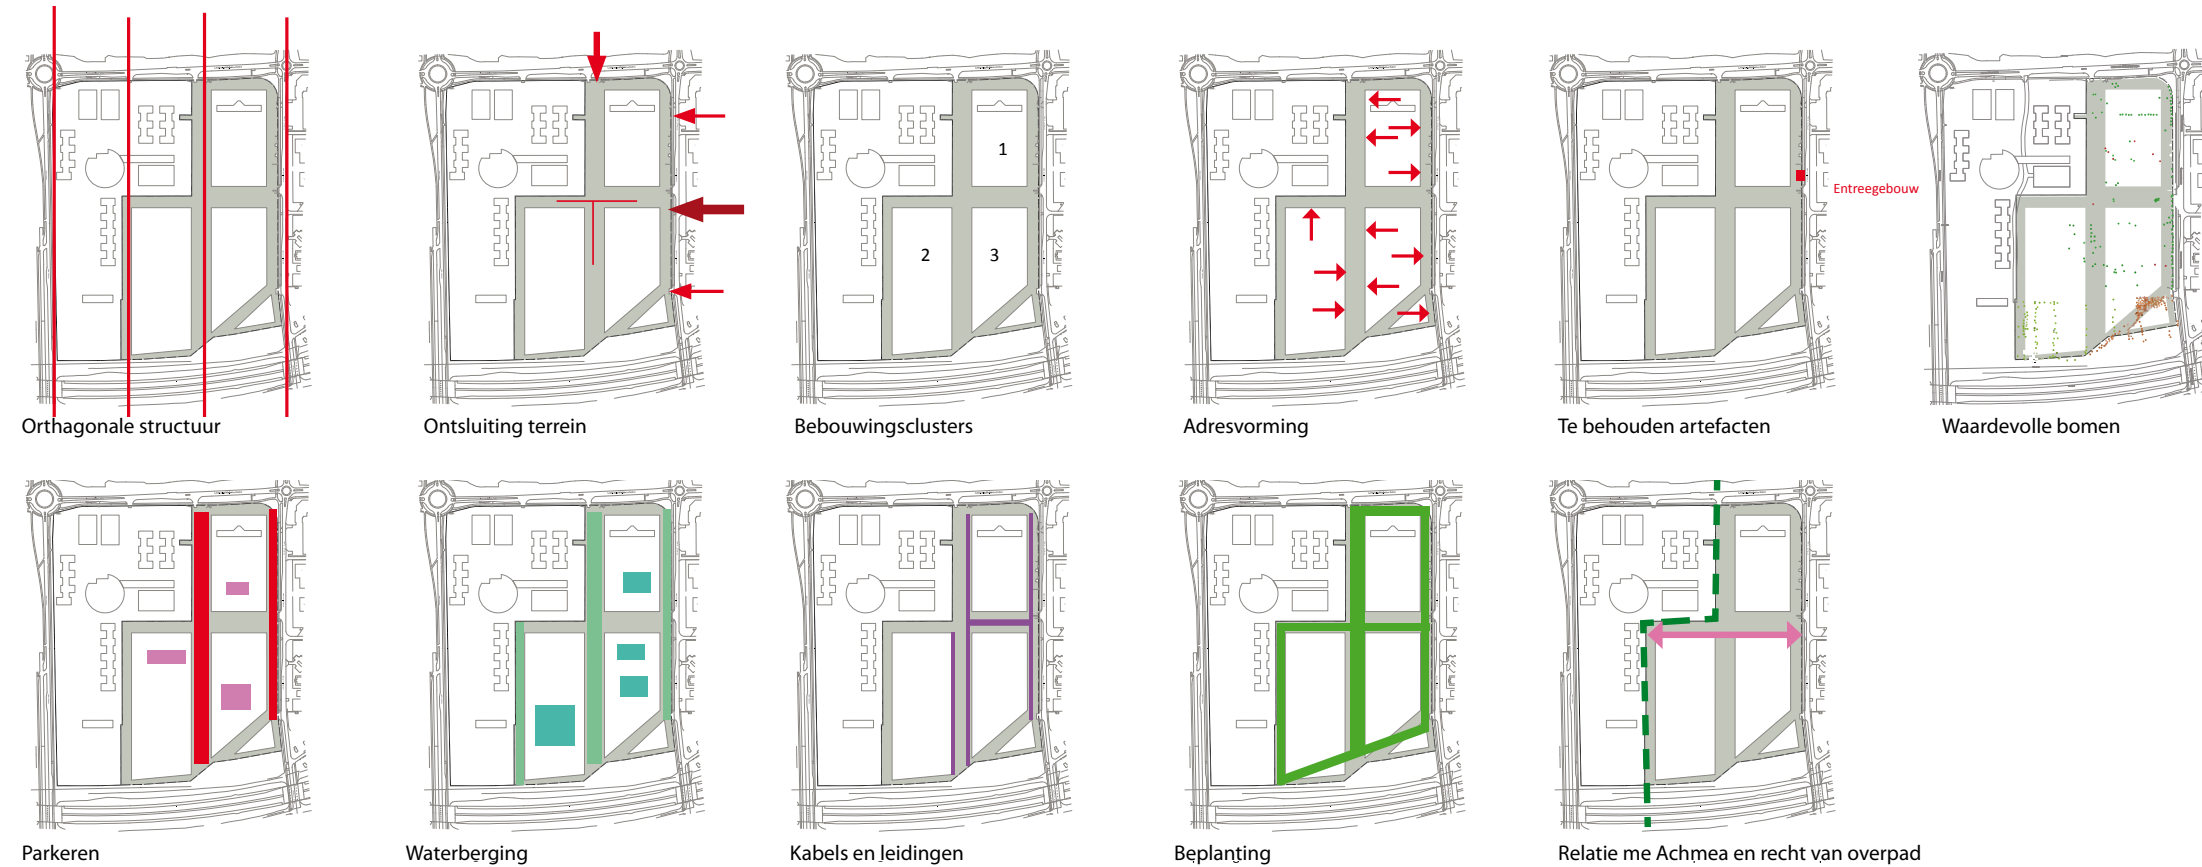 1
2
3
Entreegebouw
Orthagonale structuur
Ontsluiting terrein
Bebouwingsclusters
Adresvorming
Te behouden artefacten
Waardevolle bomen
Parkeren
Waterberging
Kabels en leidingen
Beplanting
Relatie me Achmea en recht van overpad